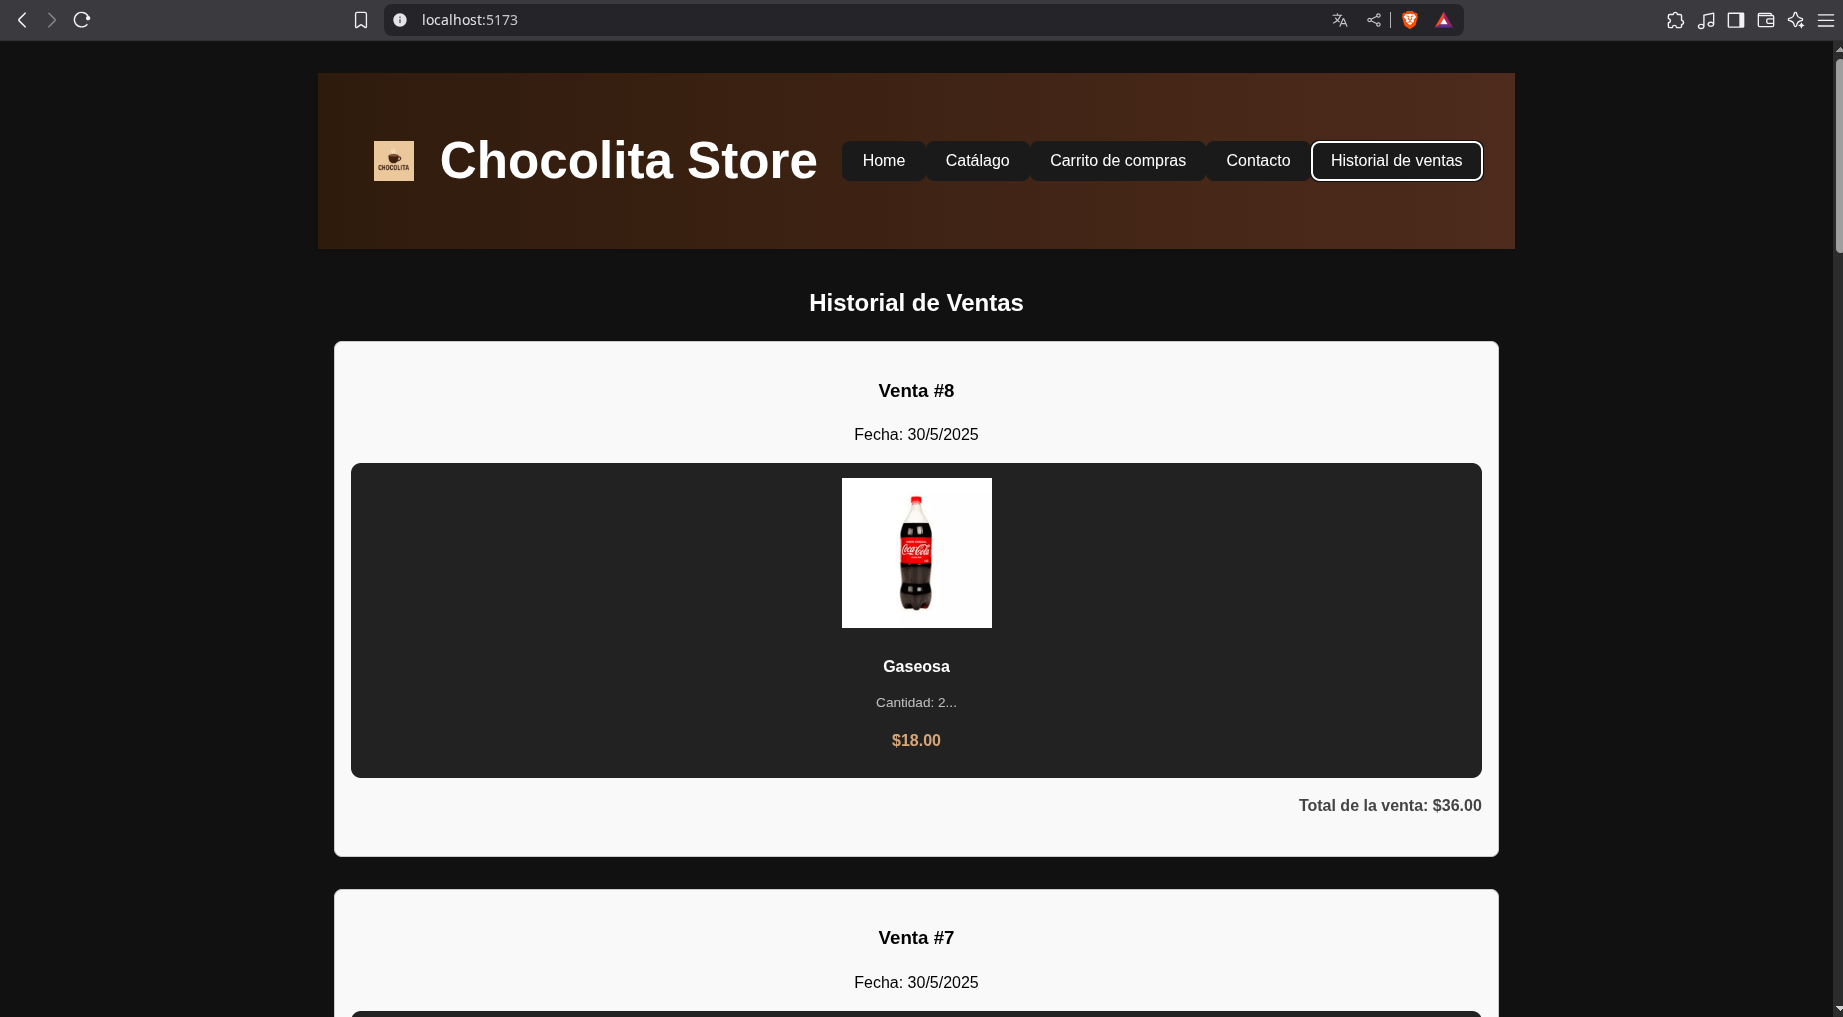 localhost:5173
CHOCOLITA
Chocolita Store
Home
Catálago
Carrito de compras
Contacto
Historial de ventas
Historial de Ventas
Venta #8
Fecha: 30/5/2025
Coca-Cola
Gaseosa
Cantidad: 2...
$18.00
Total de la venta: $36.00
Venta #7
Fecha: 30/5/2025